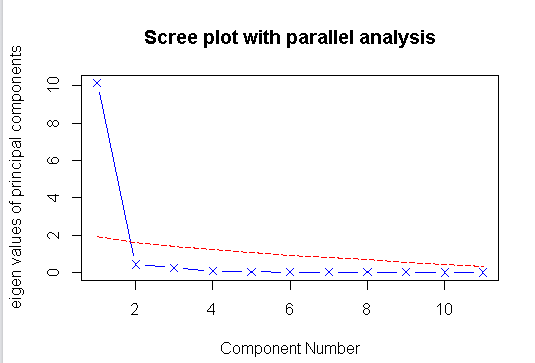 Scree plot with parallel analysis
eigen values of principal components
10
8
6
4
2
0
2 4 6 8 10
Component Number